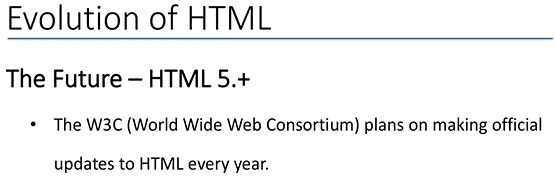 Evolution of HTML
The Future – HTML 5.+
• The W3C (World Wide Web Consortium) plans on making official
updates to HTML every year.